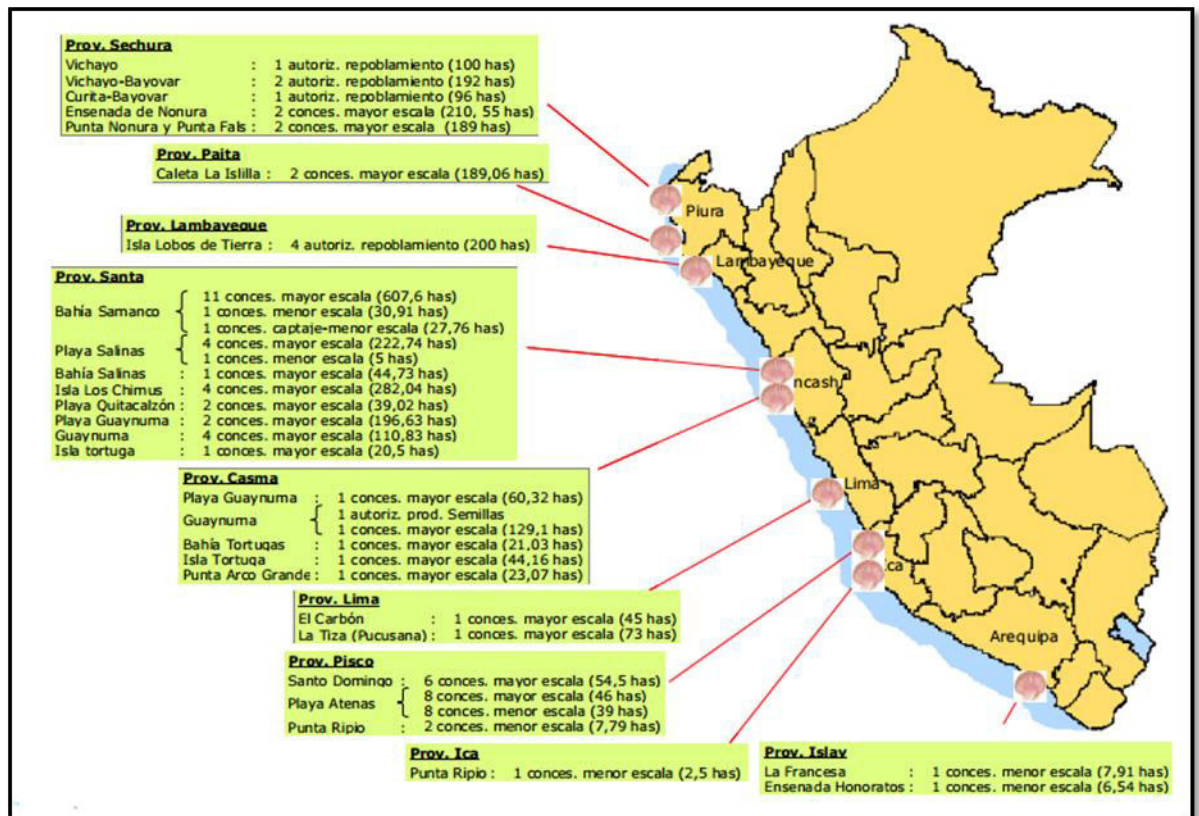 Prov. Sechura
Vichayo : 1 autoriz. repoblamiento (100 has)
Vichayo-Bayovar : 2 autoriz. repoblamiento (192 has)
Curita-Bayovar : 1 autoriz. repoblamiento (96 has)
Ensenada de Nonura : 2 conces. mayor escala (210, 55 has)
Punta Nonura y Punta Fals : 2 conces. mayor escala (189 has)
Prov. Paita
Caleta La Islilla : 2 conces. mayor escala (189,06 has)
Prov. Lambayeque
Isla Lobos de Tierra : 4 autoriz. repoblamiento (200 has)
Prov. Santa
Bahía Samanco
11 conces. mayor escala (607,6 has)
1 conces. menor escala (30,91 has)
1 conces. captaje-menor escala (27,76 has)
Playa Salinas
4 conces. mayor escala (222,74 has)
1 conces. menor escala (5 has)
Bahía Salinas : 1 conces. mayor escala (44,73 has)
Isla Los Chimus : 4 conces. mayor escala (282,04 has)
Playa Quitacalzón : 2 conces. mayor escala (39,02 has)
Playa Guaynuma : 2 conces. mayor escala (196,63 has)
Guaynuma : 4 conces. mayor escala (110,83 has)
Isla tortuga : 1 conces. mayor escala (20,5 has)
Prov. Casma
Playa Guaynuma : 1 conces. mayor escala (60,32 has)
Guaynuma
1 autoriz. prod. Semillas
1 conces. mayor escala (129,1 has)
Bahía Tortugas : 1 conces. mayor escala (21,03 has)
Isla Tortuga : 1 conces. mayor escala (44,16 has)
Punta Arco Grande : 1 conces. mayor escala (23,07 has)
Prov. Lima
El Carbón : 1 conces. mayor escala (45 has)
La Tiza (Pucusana) : 1 conces. mayor escala (73 has)
Prov. Pisco
Santo Domingo : 6 conces. mayor escala (54,5 has)
Playa Atenas
8 conces. mayor escala (46 has)
8 conces. menor escala (39 has)
Punta Ripio : 2 conces. menor escala (7,79 has)
Prov. Ica
Punta Ripio : 1 conces. menor escala (2,5 has)
Prov. Islay
La Francesa : 1 conces. menor escala (7,91 has)
Ensenada Honoratos : 1 conces. menor escala (6,54 has)
Piura
Lambayeque
ncash
Lima
ca
Arequipa